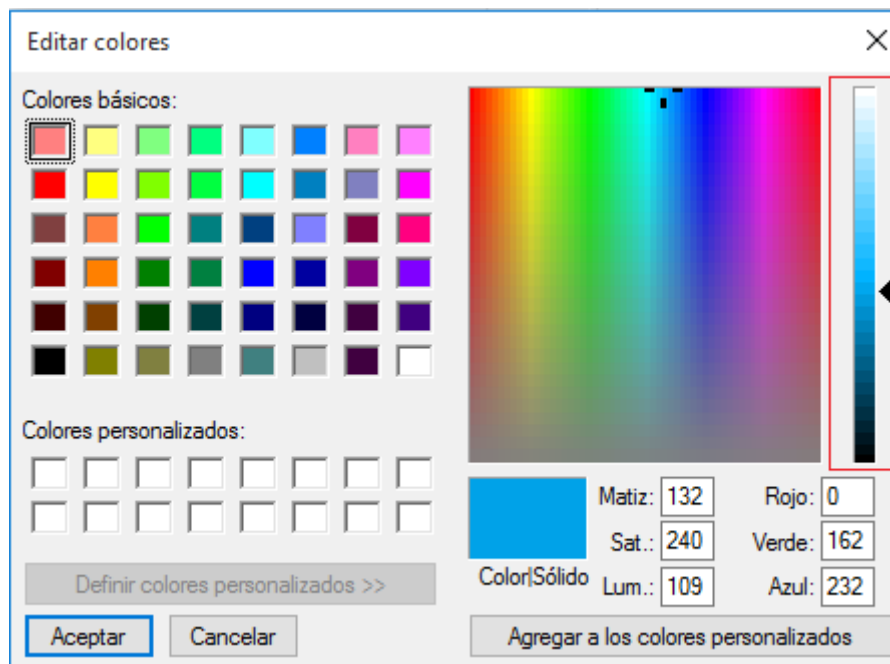 Editar colores
Colores básicos:
Colores personalizados:
Definir colores personalizados >>
Aceptar
Cancelar
Color|Sólido
Matiz: 132
Sat.: 240
Lum.: 109
Rojo: 0
Verde: 162
Azul: 232
Agregar a los colores personalizados